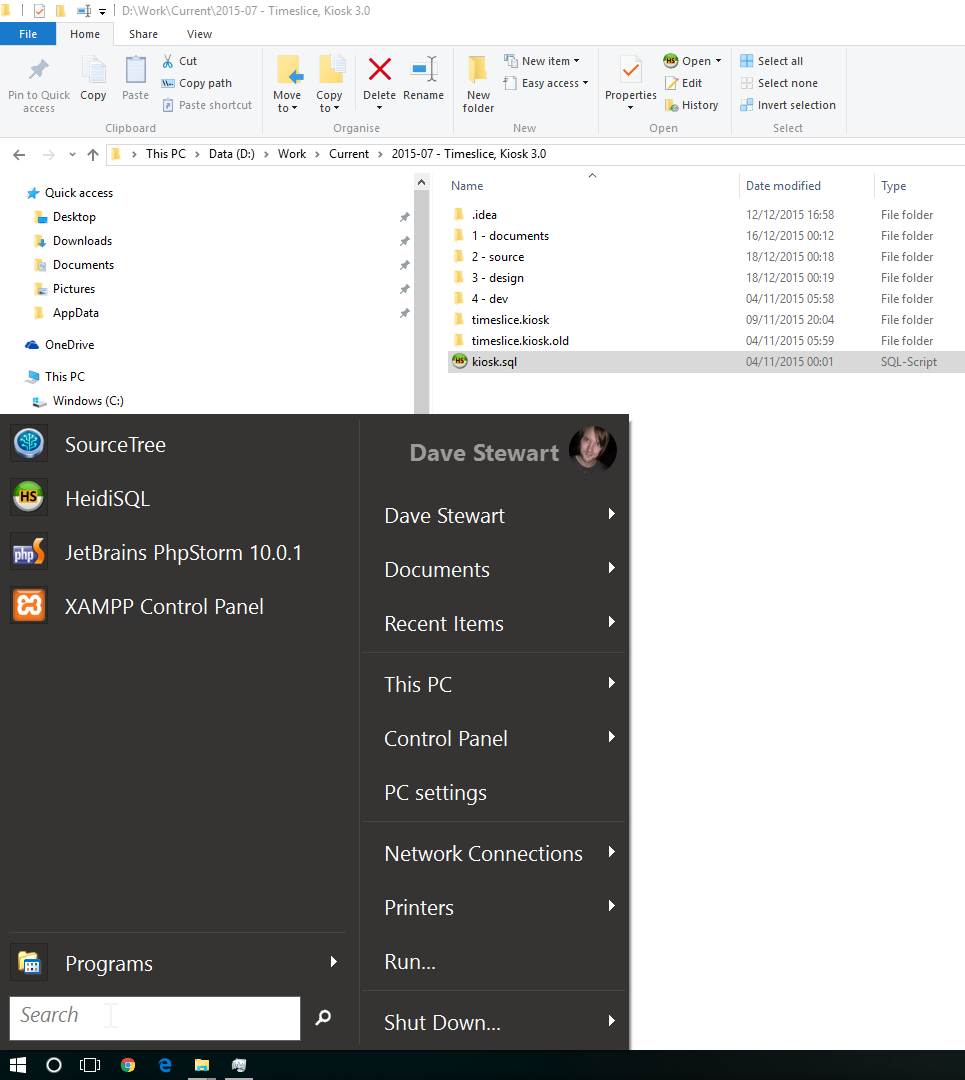 D:\Work\Current\2015-07 - Timeslice, Kiosk 3.0
File Home Share View
Pin to Quick access
Copy
Paste
Cut
Copy path
Paste shortcut
Clipboard
Move to
Copy to
Delete
Rename
Organise
New folder
New item
Easy access
New
Properties
Open
Edit
History
Open
Select all
Select none
Invert selection
Select
This PC > Data (D:) > Work > Current > 2015-07 - Timeslice, Kiosk 3.0
Quick access
Desktop
Downloads
Documents
Pictures
AppData
OneDrive
This PC
Windows (C:)
Name Date modified Type
.idea 12/12/2015 16:58 File folder
1 - documents 16/12/2015 00:12 File folder
2 - source 18/12/2015 00:18 File folder
3 - design 18/12/2015 00:19 File folder
4 - dev 04/11/2015 05:58 File folder
timeslice.kiosk 09/11/2015 20:04 File folder
timeslice.kiosk.old 04/11/2015 05:59 File folder
HS kiosk.sql 04/11/2015 00:01 SQL-Script
SourceTree
HS HeidiSQL
php JetBrains PhpStorm 10.0.1
XAMPP Control Panel
Programs
Search
Dave Stewart
Dave Stewart
Documents
Recent Items
This PC
Control Panel
PC settings
Network Connections
Printers
Run...
Shut Down...